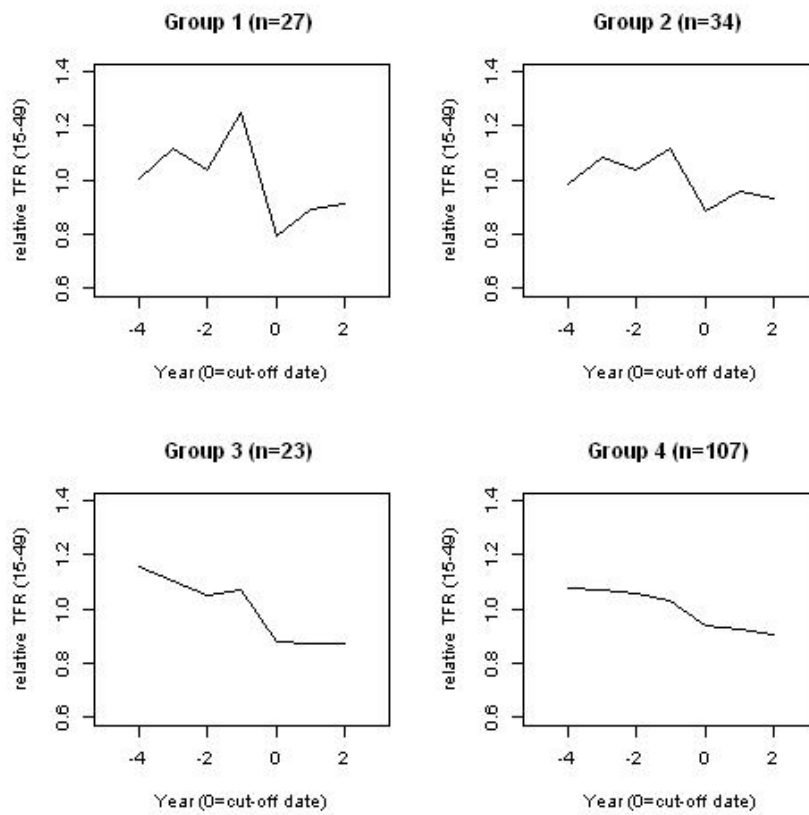 Group 1 (n=27)
relative TFR (15-49)
1.4
1.2
1.0
0.8
0.6
-4 -2 0 2
Year (0=cut-off date)
Group 2 (n=34)
relative TFR (15-49)
1.4
1.2
1.0
0.8
0.6
-4 -2 0 2
Year (0=cut-off date)
Group 3 (n=23)
relative TFR (15-49)
1.4
1.2
1.0
0.8
0.6
-4 -2 0 2
Year (0=cut-off date)
Group 4 (n=107)
relative TFR (15-49)
1.4
1.2
1.0
0.8
0.6
-4 -2 0 2
Year (0=cut-off date)